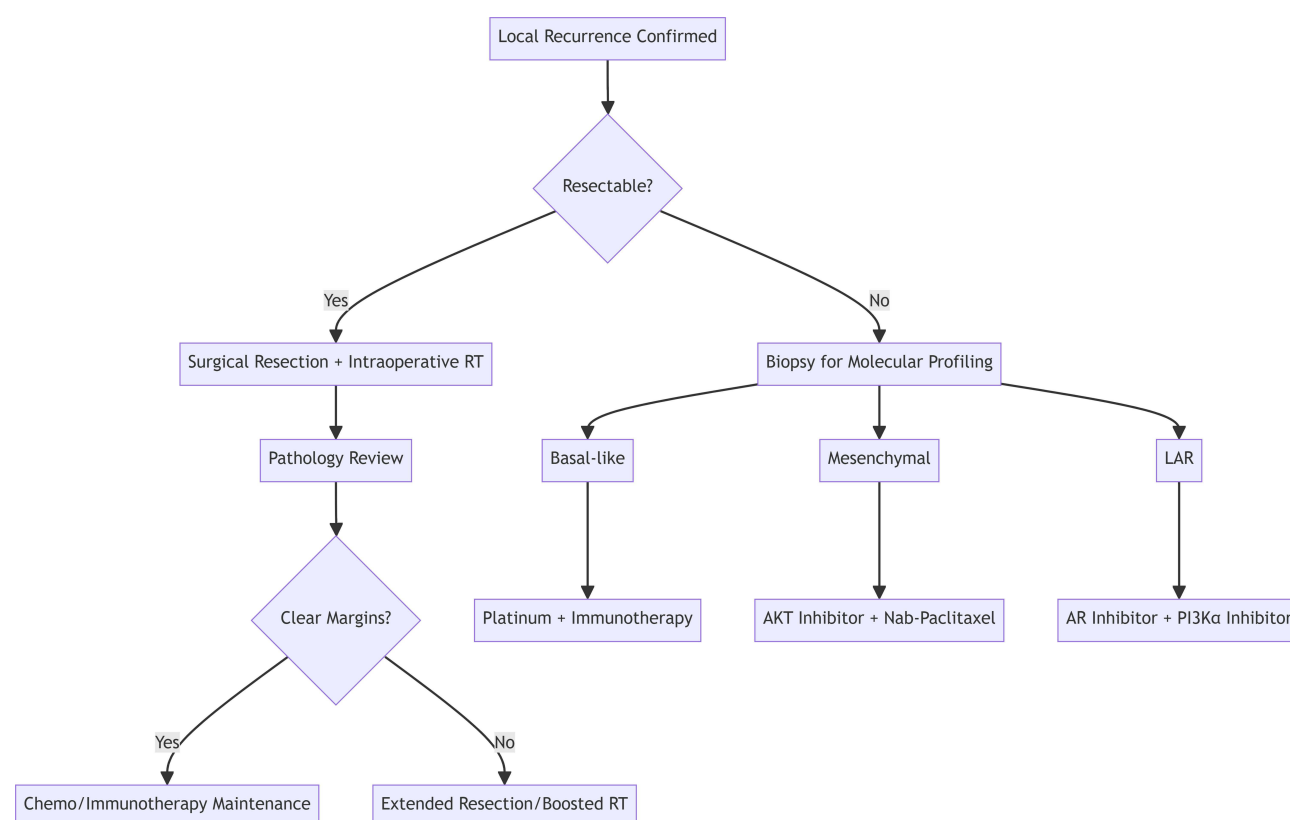 Local Recurrence Confirmed
Resectable?
Yes
No
Surgical Resection + Intraoperative RT
Biopsy for Molecular Profiling
Pathology Review
Basal-like
Mesenchymal
LAR
Clear Margins?
Platinum + Immunotherapy
AKT Inhibitor + Nab-Paclitaxel
AR Inhibitor + PI3Kα Inhibitor
Yes
No
Chemo/Immunotherapy Maintenance
Extended Resection/Boosted RT